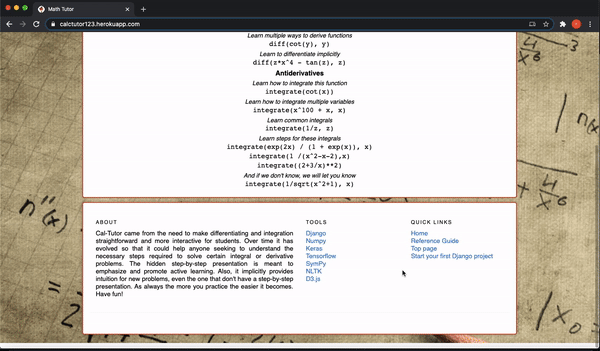 Math Tutor
calctutor123.herokuapp.com
Learn multiple ways to derive functions
diff(cot(y), y)
Learn to differentiate implicitly
diff(z*x^4 - tan(z), z)
Antiderivatives
Learn how to integrate this function
integrate(cot(x))
Learn how to integrate multiple variables
integrate(x^100 + x, x)
Learn common integrals
integrate(1/z, z)
Learn steps for these integrals
integrate(exp(2x) / (1 + exp(x)), x)
integrate(1 /(x^2-x-2),x)
integrate((2+3/x)**2)
And if we don't know, we will let you know
integrate(1/sqrt(x^2+1), x)
ABOUT
Cal-Tutor came from the need to make differentiating and integration
straightforward and more interactive for students. Over time it has
evolved so that it could help anyone seeking to understand the
necessary steps required to solve certain integral or derivative
problems. The hidden step-by-step presentation is meant to
emphasize and promote active learning. Also, it implicitly provides
intuition for new problems, even the one that don't have a step-by-step
presentation. As always the more you practice the easier it becomes.
Have fun!
TOOLS
Django
Numpy
Keras
Tensorflow
SymPy
NLTK
D3.js
QUICK LINKS
Home
Reference Guide
Top page
Start your first Django project